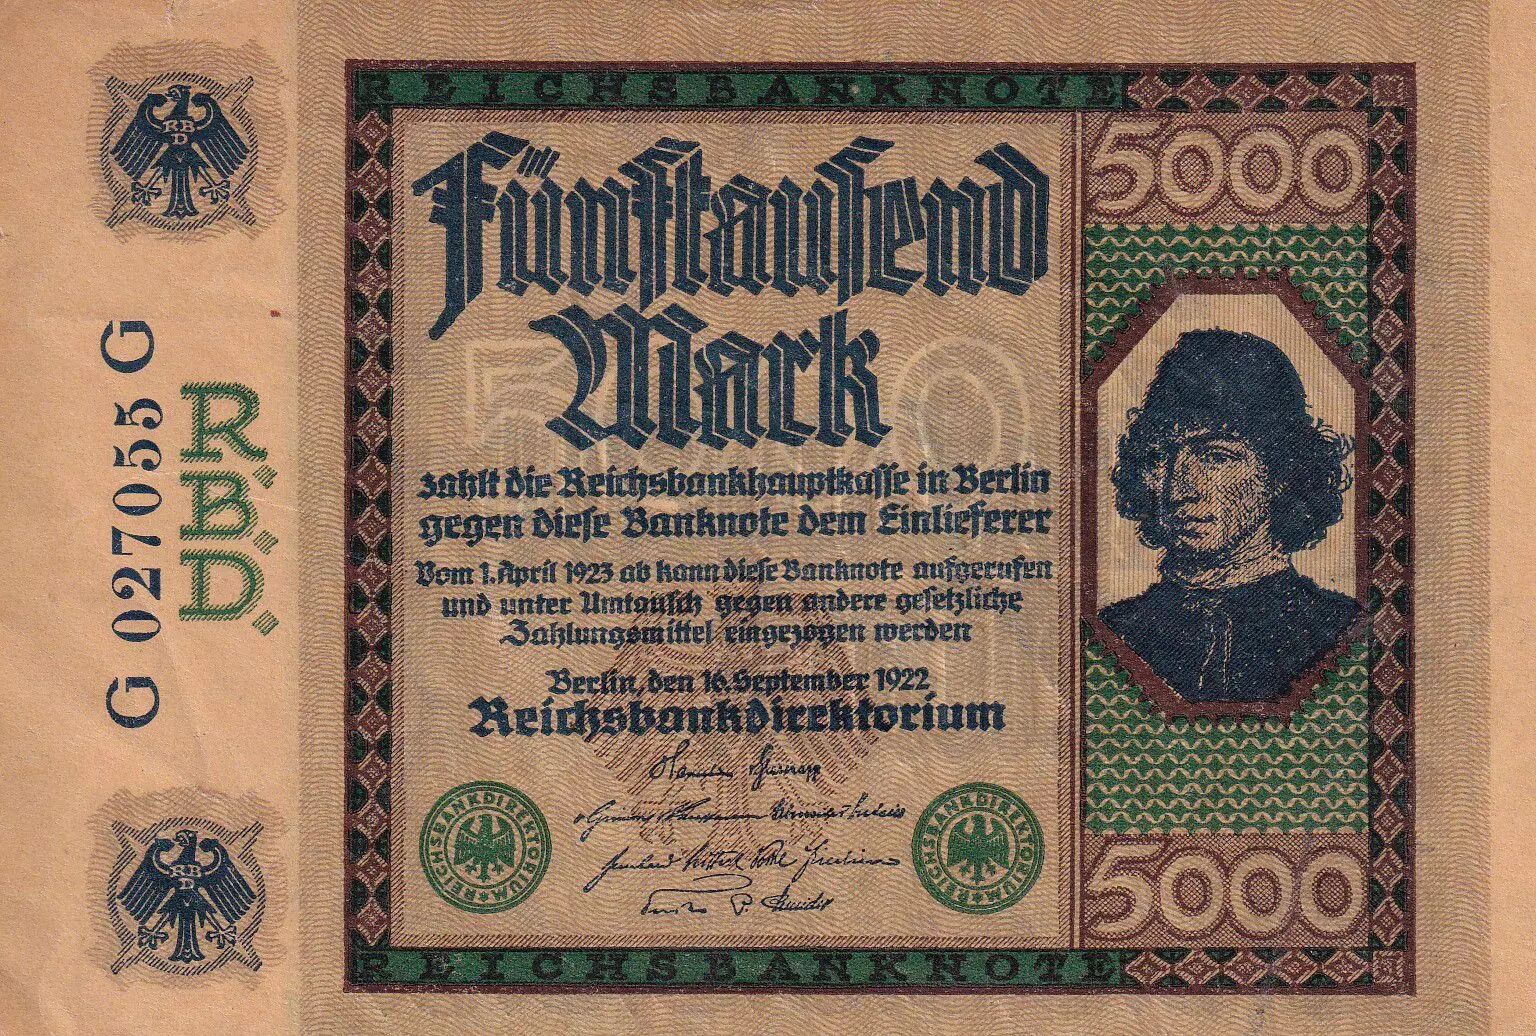 REICHSBANKNOTE
RBD
G 027055 G
R.B.D.
Fünftausend
Mark
zahlt die Reichsbankhauptkasse in Berlin
gegen diese Banknote dem Einlieferer
Vom 1. April 1923 ab kann diese Banknote aufgerufen
und unter Umtausch gegen andere gesetzliche
Zahlungsmittel eingezogen werden
Berlin, den 16. September 1922
Reichsbankdirektorium
REICHSBANKDIREKTORIUM
REICHSBANKDIREKTORIUM
5000
5000
RBD
REICHSBANKNOTE